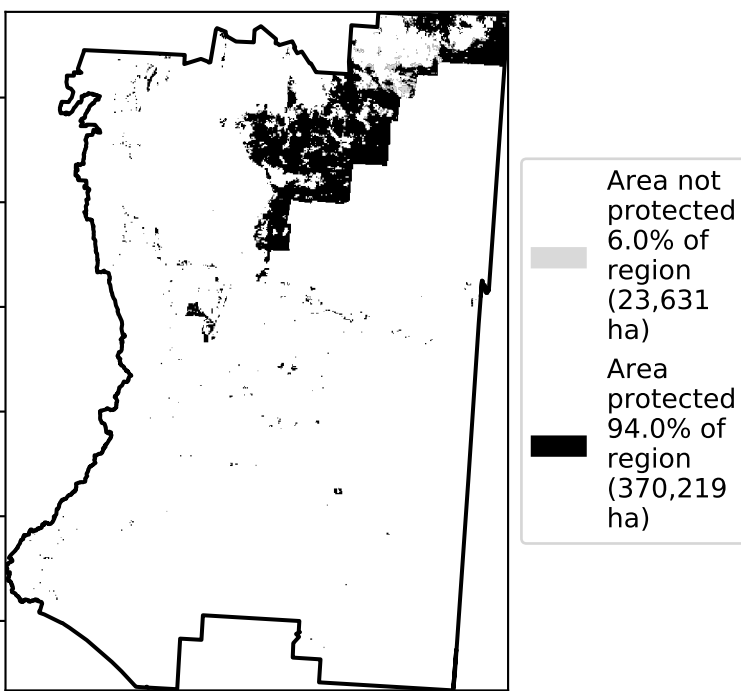 Area not
protected
6.0% of
region
(23,631
ha)
Area
protected
94.0% of
region
(370,219
ha)